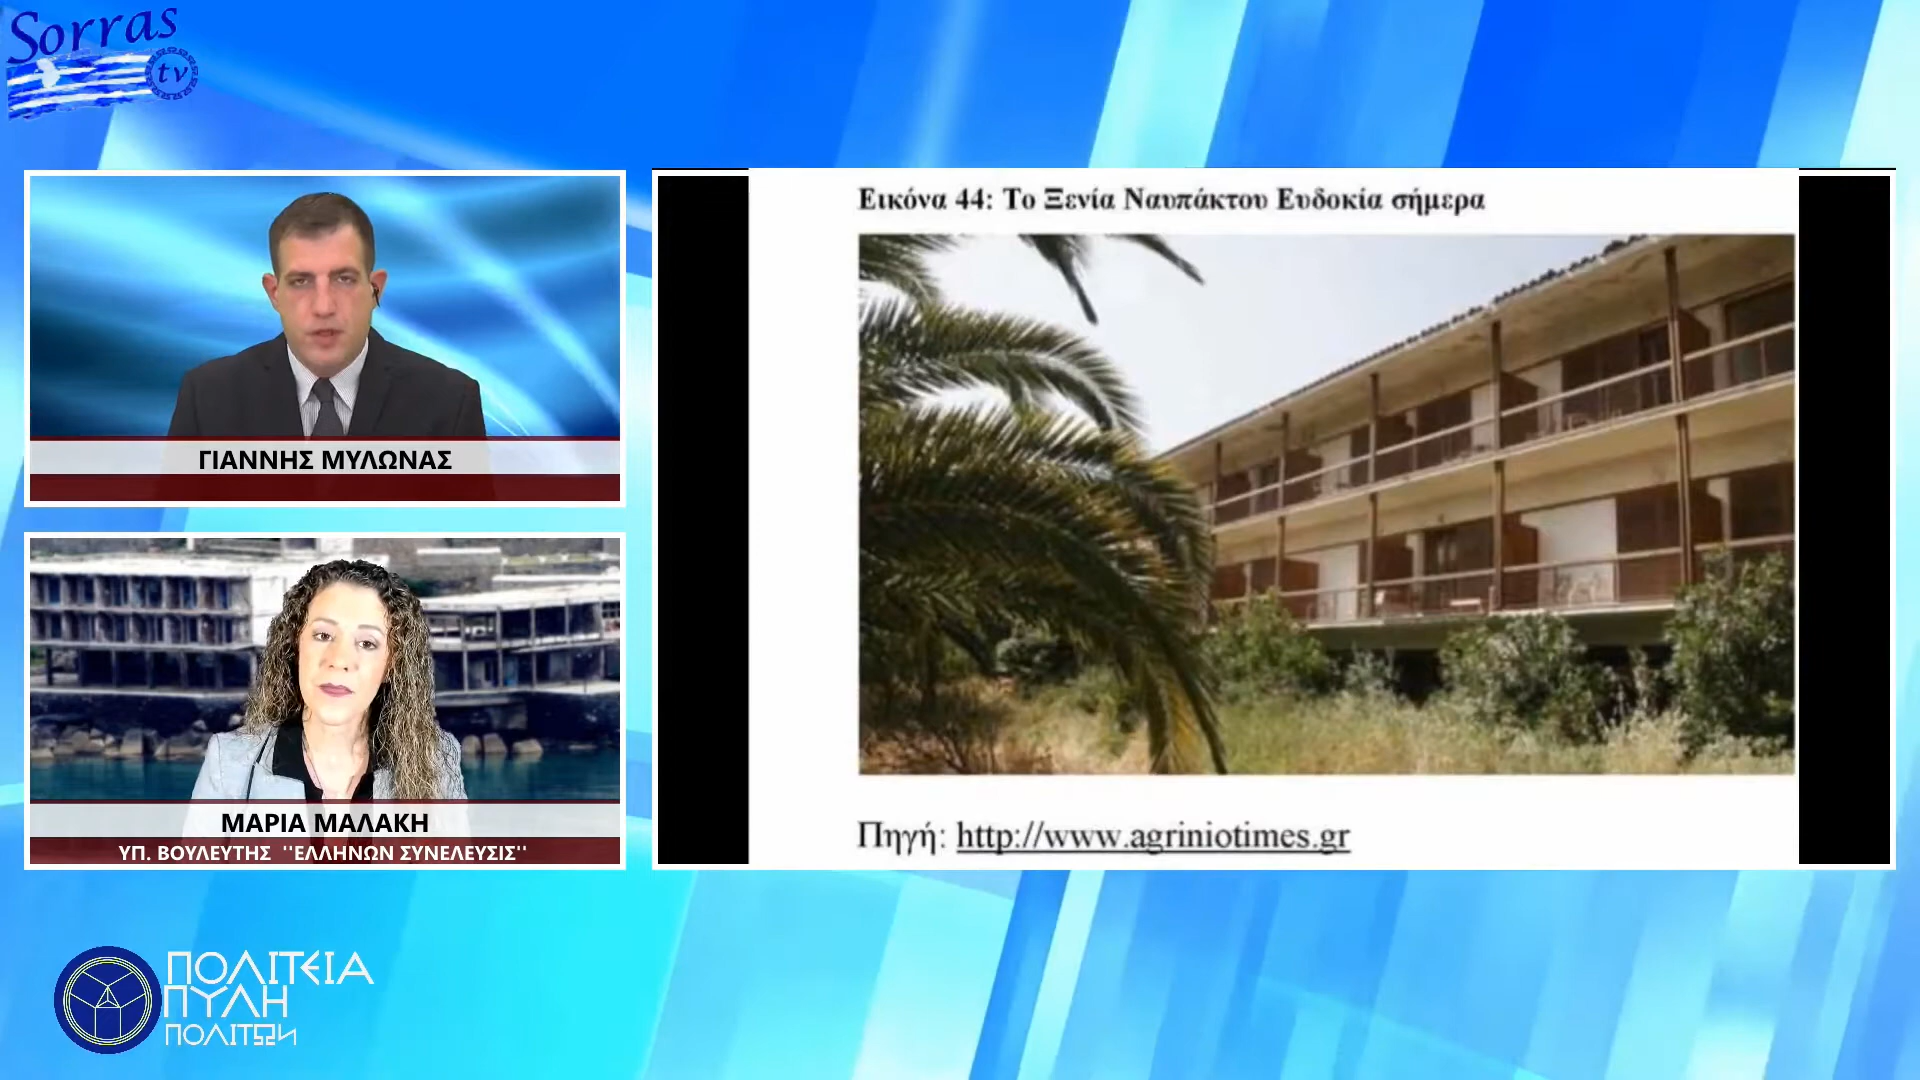 Sorras
tv
Εικόνα 44: Το Ξενία Ναυπάκτου Ευδοκία σήμερα
ΓΙΑΝΝΗΣ ΜΥΛΩΝΑΣ
ΜΑΡΙΑ ΜΑΛΑΚΗ
ΥΠ. ΒΟΥΛΕΥΤΗΣ ''ΕΛΛΗΝΩΝ ΣΥΝΕΛΕΥΣΙΣ''
Πηγή: http://www.agriniotimes.gr
ΠΟΛΙΤΕΙΑ
ΠΥΛΗ
ΠΟΛΙΤΩΝ